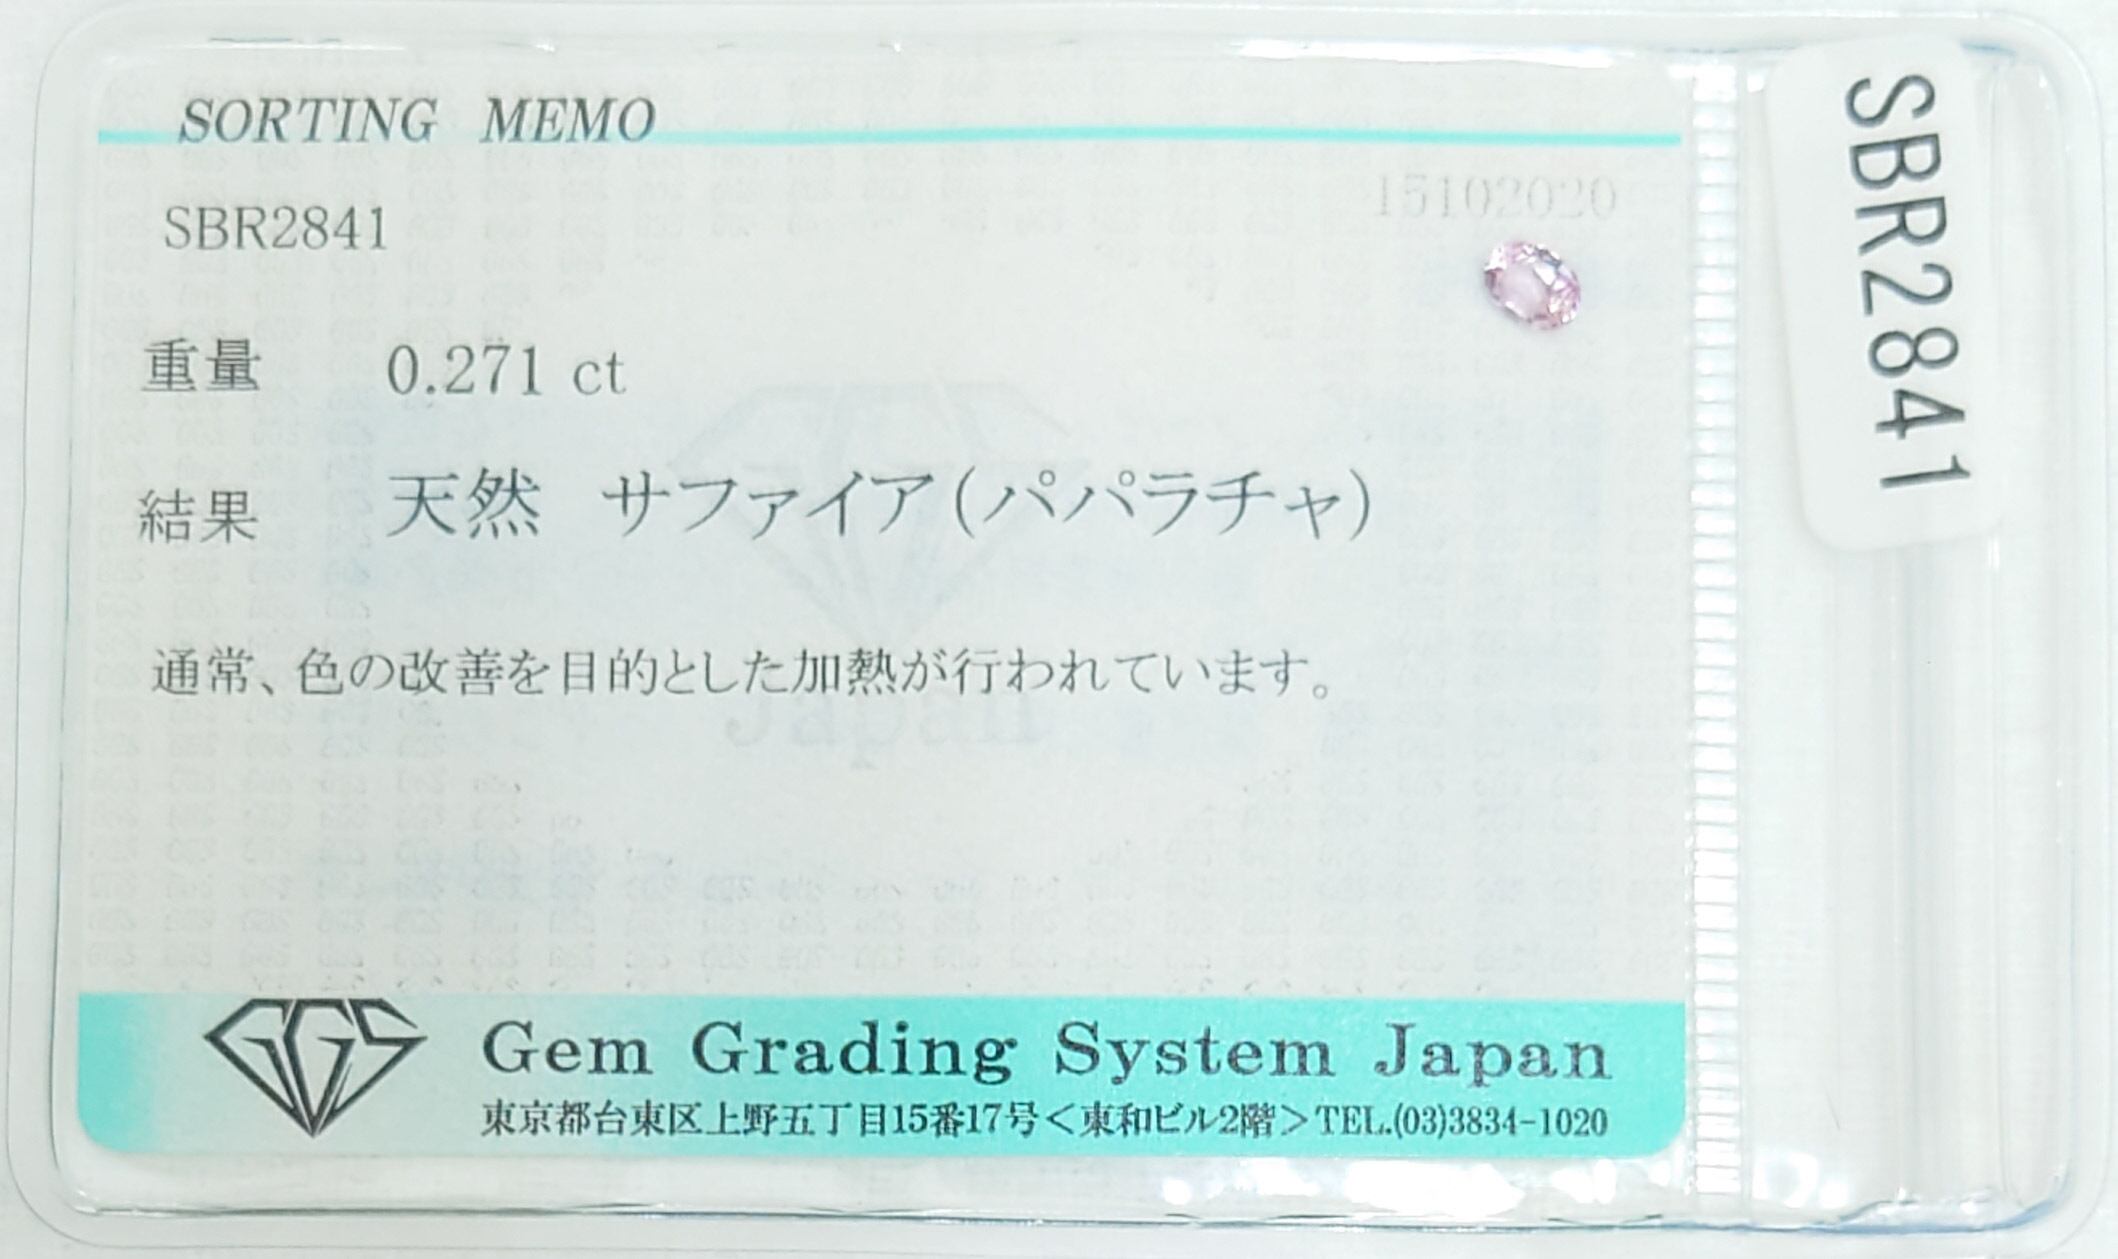 SORTING MEMO
15102020
SBR2841
重量 0.271 ct
結果 天然 サファイア(パパラチャ)
通常、色の改善を目的とした加熱が行われています。
Japan
GGS
Gem Grading System Japan
東京都台東区上野五丁目15番17号<東和ビル2階>TEL.(03)3834-1020
SBR2841